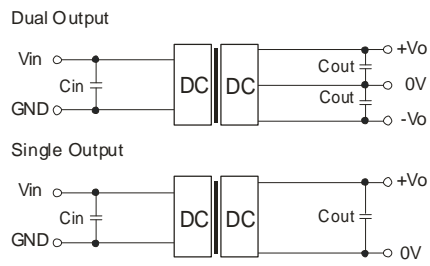 Dual Output
Vin
Cin
GND
DC DC
Cout
Cout
+Vo
0V
-Vo
Single Output
Vin
Cin
GND
DC DC
Cout
+Vo
0V